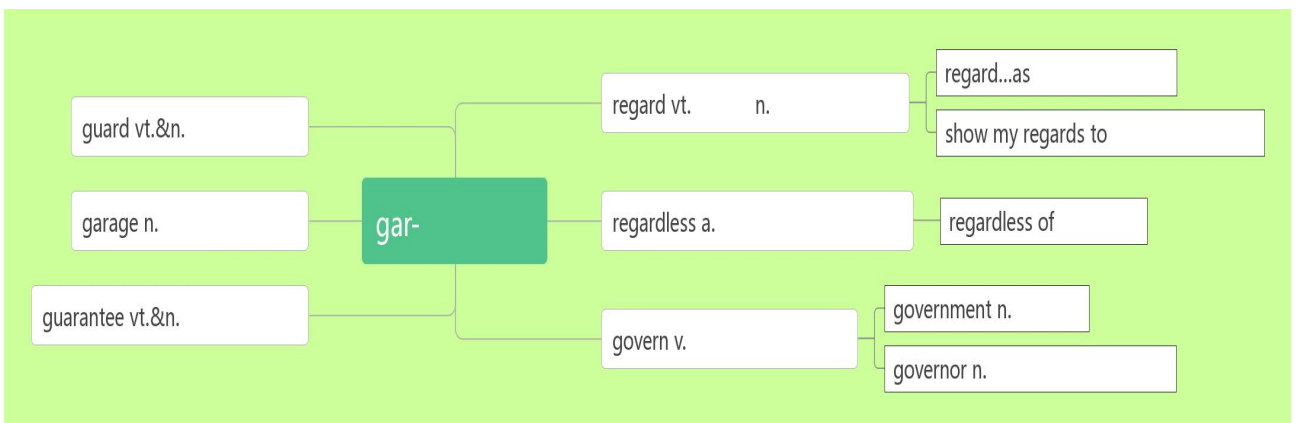 guard vt.&n.
garage n.
guarantee vt.&n.
gar-
regard vt. n.
regard...as
show my regards to
regardless a.
regardless of
govern v.
government n.
governor n.